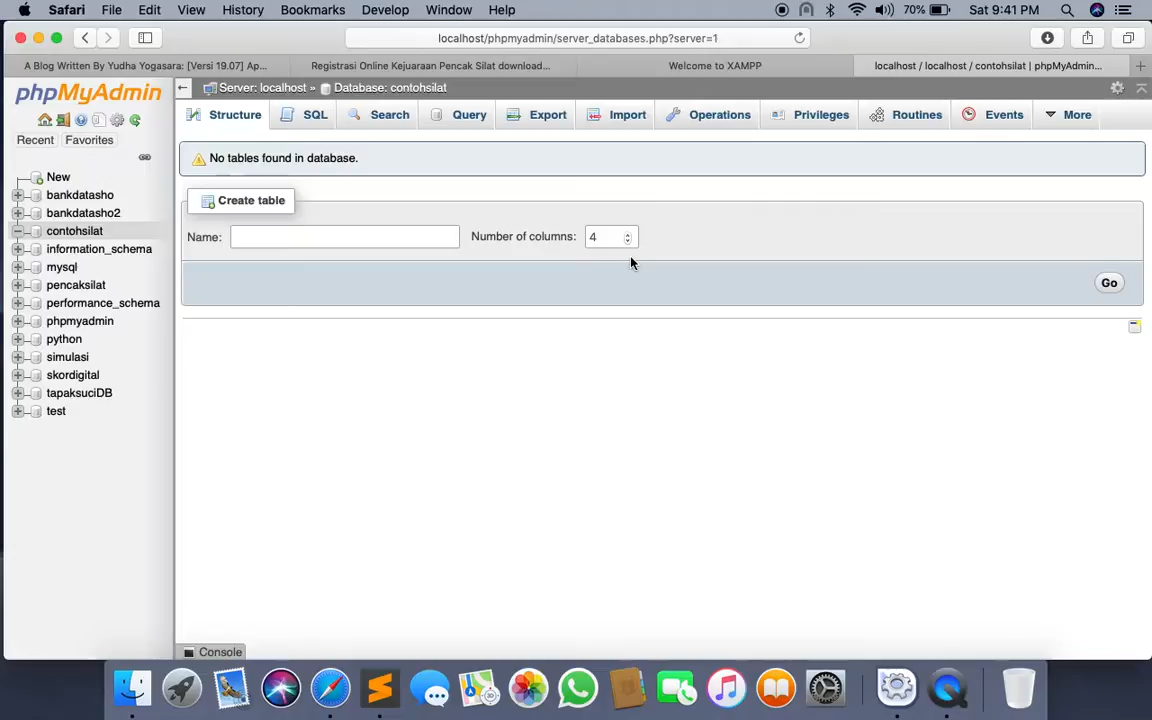 Safari File Edit View History Bookmarks Develop Window Help 70% Sat 9:41 PM
localhost/phpmyadmin/server_databases.php?server=1
A Blog Written By Yudha Yogasara: [Versi 19.07] Ap... Registrasi Online Kejuaraan Pencak Silat download... Welcome to XAMPP localhost / localhost / contohsilat | phpMyAdmin...
phpMyAdmin
Recent Favorites
New
bankdatasho
bankdatasho2
contohsilat
information_schema
mysql
pencaksilat
performance_schema
phpmyadmin
python
simulasi
skordigital
tapaksuciDB
test
Server: localhost » Database: contohsilat
Structure SQL Search Query Export Import Operations Privileges Routines Events More
No tables found in database.
Create table
Name: Number of columns: 4
Go
Console